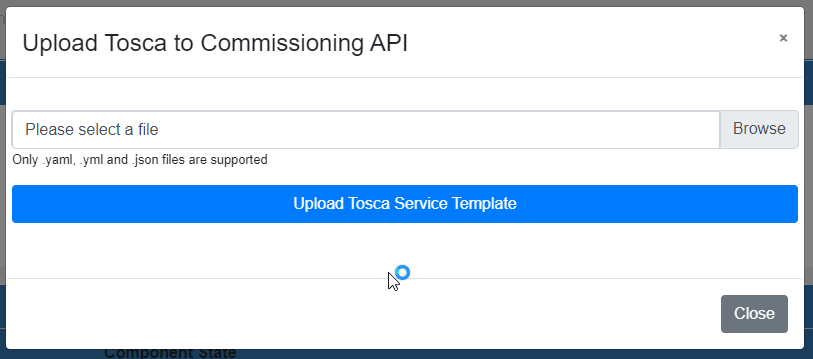 Upload Tosca to Commissioning API
×
Please select a file
Browse
Only .yaml, .yml and .json files are supported
Upload Tosca Service Template
Close
Component State